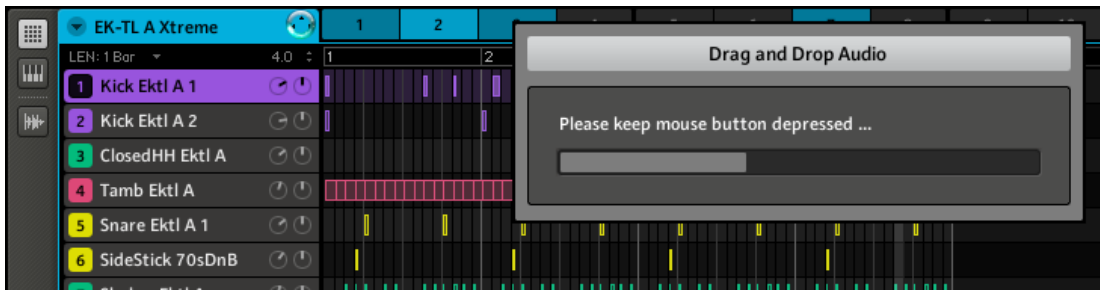 EK-TL A Xtreme
1 2
LEN: 1 Bar 4.0 1 2
1 Kick Ektl A 1
2 Kick Ektl A 2
3 ClosedHH Ektl A
4 Tamb Ektl A
5 Snare Ektl A 1
6 SideStick 70sDnB
Drag and Drop Audio
Please keep mouse button depressed ...